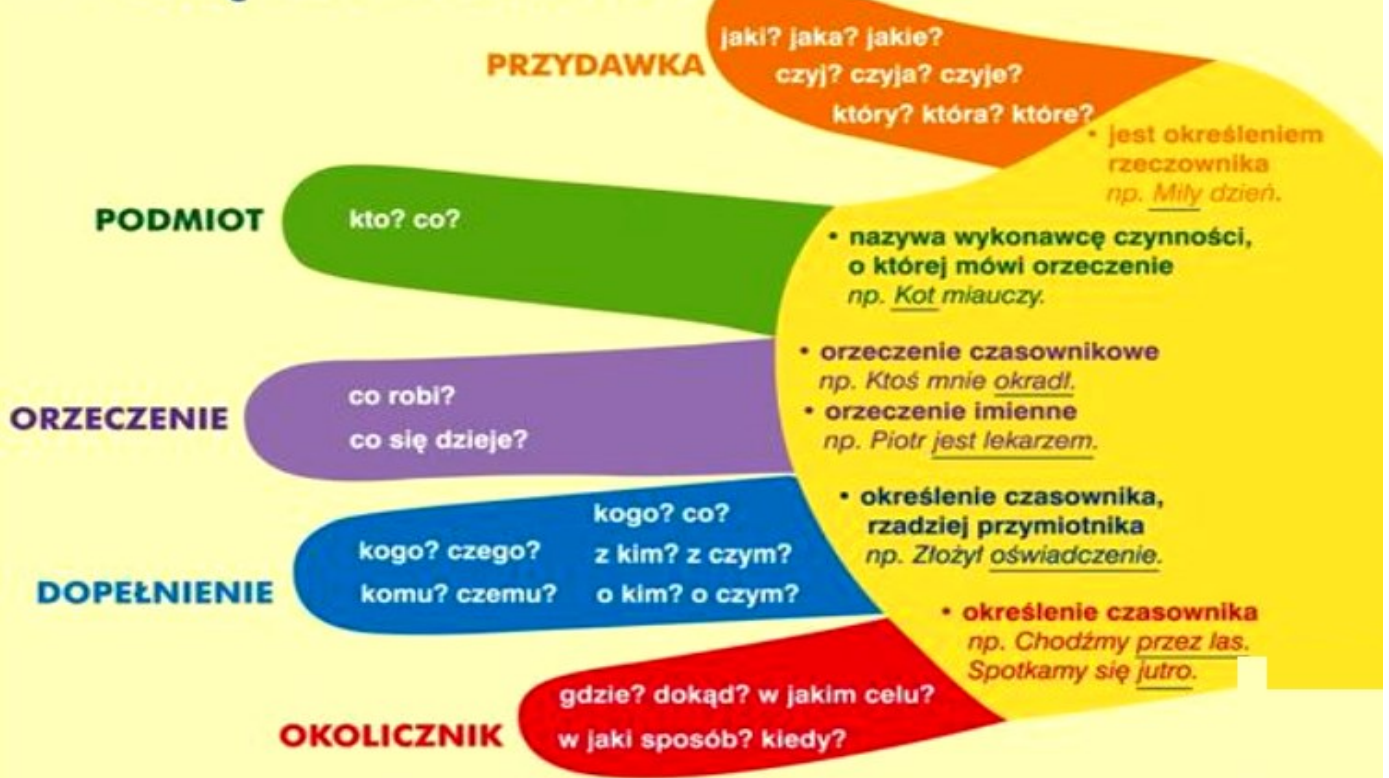 PRZYDAWKA
jaki? jaka? jakie?
czyj? czyja? czyje?
który? która? które?
• jest określeniem
rzeczownika
np. Miły dzień.
PODMIOT
kto? co?
• nazywa wykonawcę czynności,
o której mówi orzeczenie
np. Kot miauczy.
ORZECZENIE
co robi?
co się dzieje?
• orzeczenie czasownikowe
np. Ktoś mnie okradł.
• orzeczenie imienne
np. Piotr jest lekarzem.
DOPEŁNIENIE
kogo? czego?
komu? czemu?
kogo? co?
z kim? z czym?
o kim? o czym?
• określenie czasownika,
rzadziej przymiotnika
np. Złożył oświadczenie.
OKOLICZNIK
gdzie? dokąd? w jakim celu?
w jaki sposób? kiedy?
• określenie czasownika
np. Chodźmy przez las.
Spotkamy się jutro.